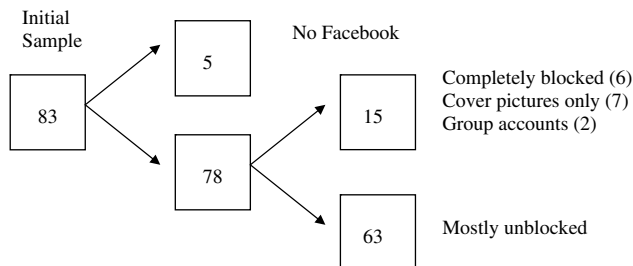 Initial
Sample
No Facebook
5
83
Completely blocked (6)
Cover pictures only (7)
Group accounts (2)
15
78
63
Mostly unblocked